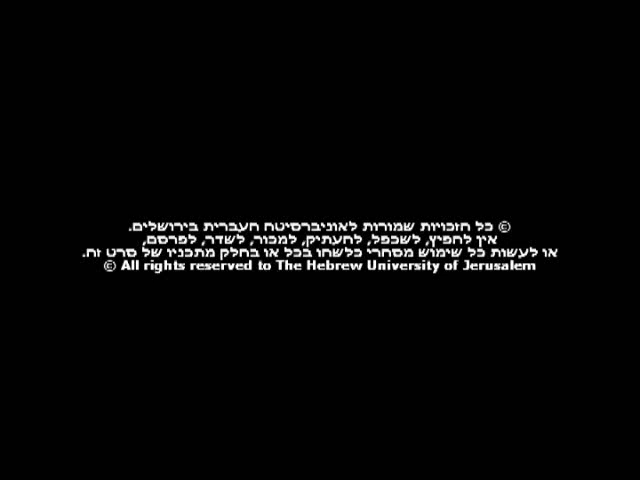 © כל הזכויות שמורות לאוניברסיטה העברית בירושלים.
אין להפיץ, לשכפל, להעתיק, למכור, לשדר, לפרסם,
או לעשות כל שימוש מסחרי כלשהו בכל או בחלק מתכניו של סרט זה.
© All rights reserved to The Hebrew University of Jerusalem